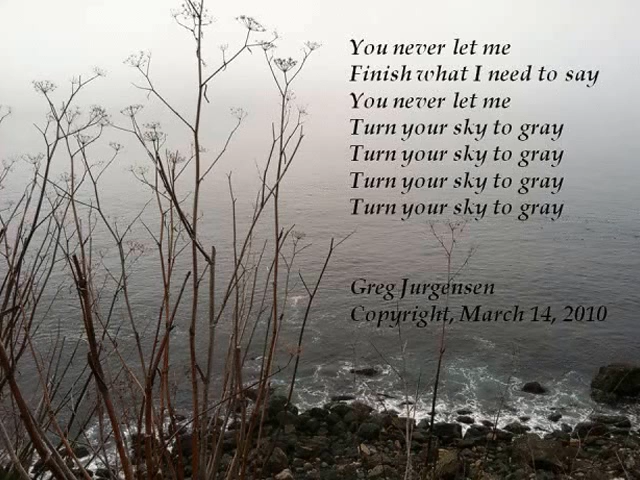 You never let me
Finish what I need to say
You never let me
Turn your sky to gray
Turn your sky to gray
Turn your sky to gray
Turn your sky to gray
Greg Jurgensen
Copyright, March 14, 2010